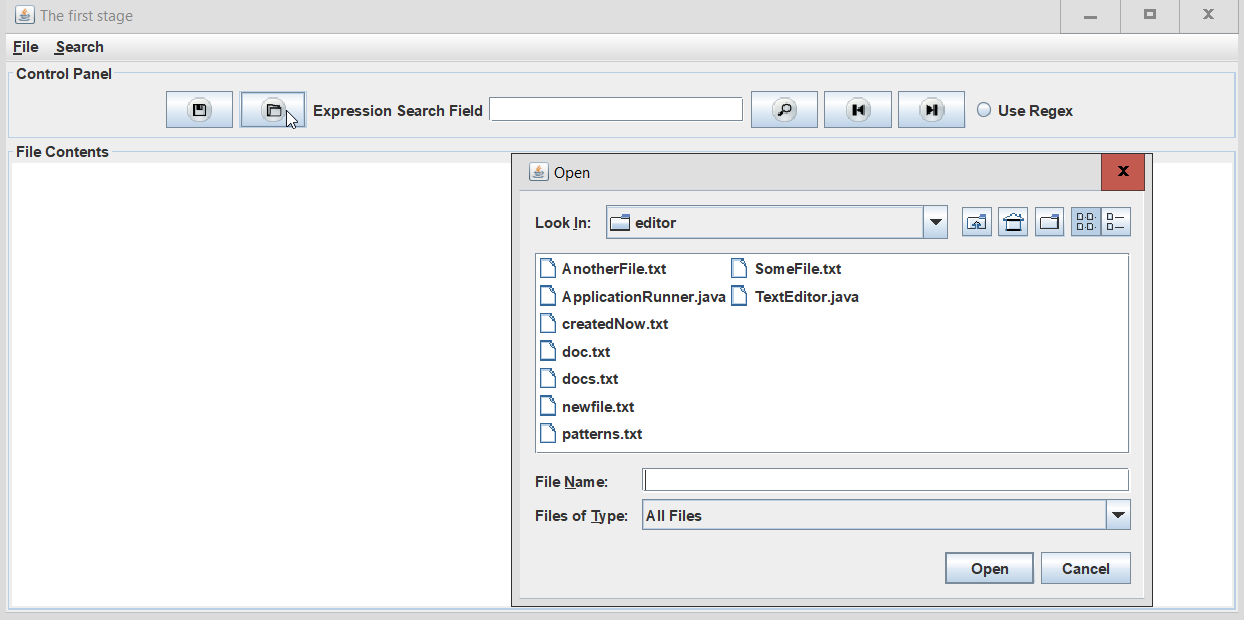 The first stage
File Search
Control Panel
Expression Search Field Use Regex
File Contents
Open x
Look In: editor
AnotherFile.txt SomeFile.txt
ApplicationRunner.java TextEditor.java
createdNow.txt
doc.txt
docs.txt
newfile.txt
patterns.txt
File Name:
Files of Type: All Files
Open Cancel